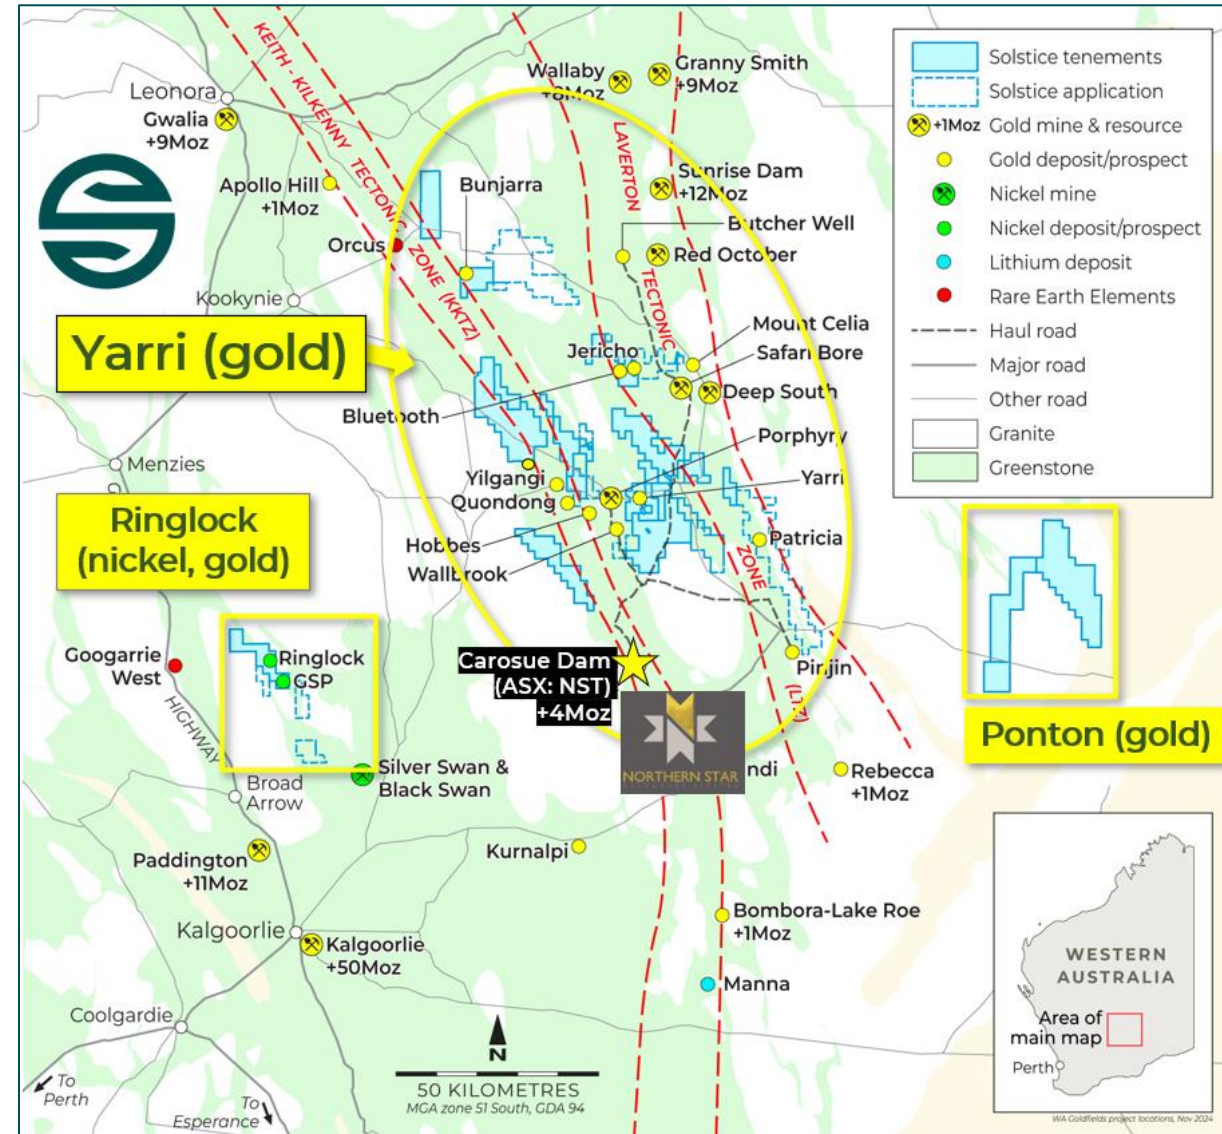 Leonora
Gwalia
+9Moz
Apollo Hill
+1Moz
Orcus
Kookynie
KEITH - KILKENNY TECTONIC ZONE (KKTZ)
Wallaby
+8Moz
Granny Smith
+9Moz
LAVERTON TECTONIC ZONE (LTZ)
Sunrise Dam
+12Moz
Bunjarra
Butcher Well
Red October
Yarri (gold)
Mount Celia
Jericho
Safari Bore
Deep South
Bluetooth
Porphyry
Menzies
Yilgangi
Yarri
Quondong
Hobbes
Wallbrook
Patricia
Ringlock
(nickel, gold)
Googarrie
West
Ringlock
GSP
HIGHWAY
Carosue Dam
(ASX: NST)
+4Moz
Pinjin
NORTHERN STAR
ndi
Rebecca
+1Moz
Ponton (gold)
Silver Swan &
Black Swan
Broad
Arrow
Paddington
+11Moz
Kurnalpi
Kalgoorlie
Kalgoorlie
+50Moz
Bombora-Lake Roe
+1Moz
Manna
Coolgardie
To
Perth
To
Esperance
N
50 KILOMETRES
MGA zone 51 South, GDA 94
Solstice tenements
Solstice application
+1Moz Gold mine & resource
Gold deposit/prospect
Nickel mine
Nickel deposit/prospect
Lithium deposit
Rare Earth Elements
Haul road
Major road
Other road
Granite
Greenstone
WESTERN
AUSTRALIA
Area of
main map
Perth
WA Goldfields project locations, Nov 2024